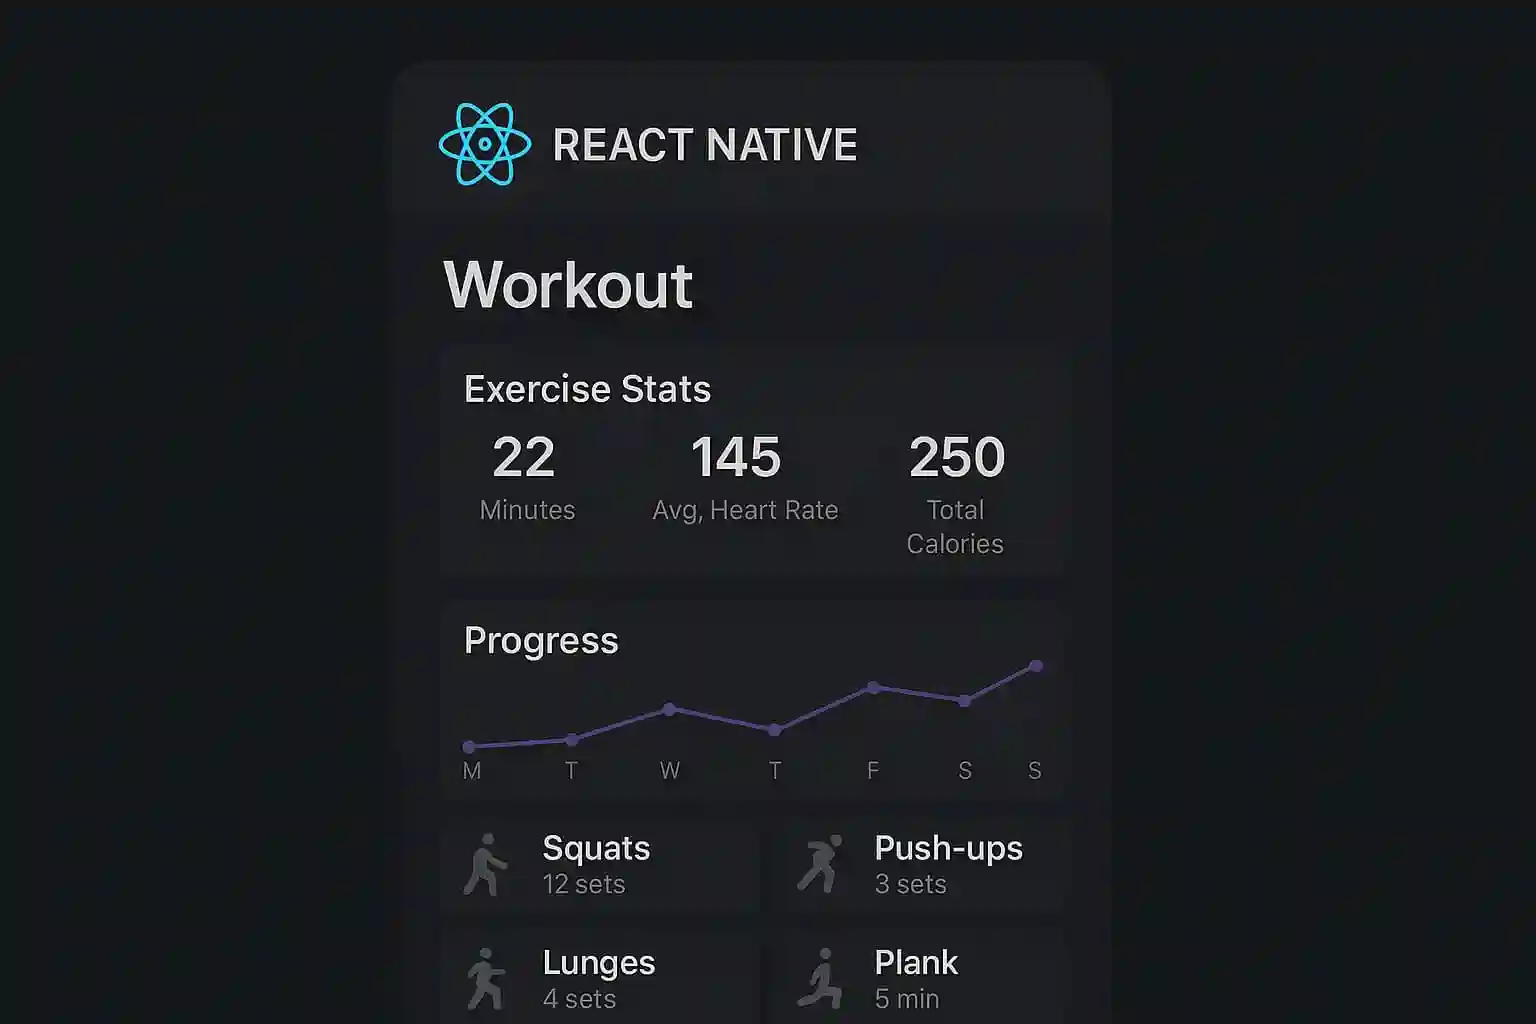 REACT NATIVE
Workout
Exercise Stats
22 145 250
Minutes Avg, Heart Rate Total
Calories
Progress
M T W T F S S
Squats Push-ups
12 sets 3 sets
Lunges Plank
4 sets 5 min